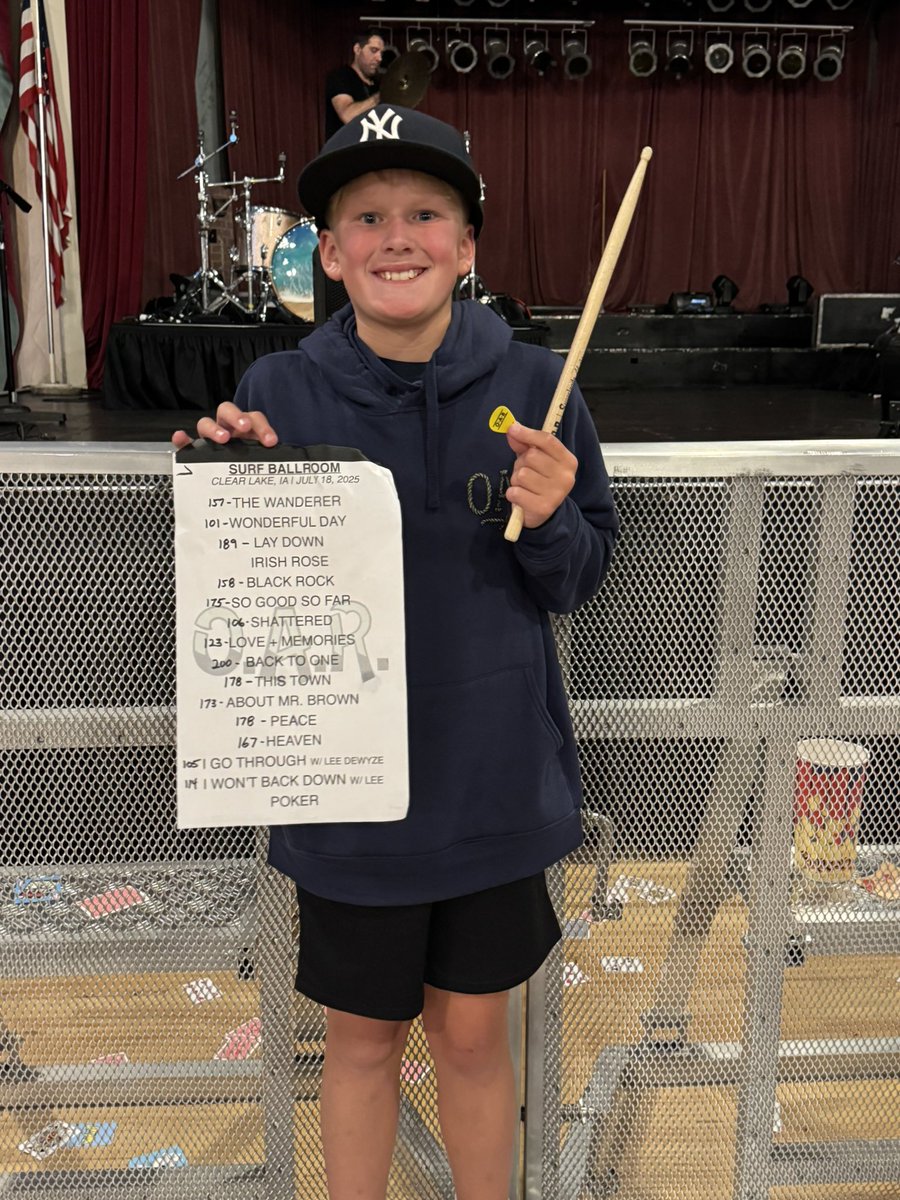 NY
SURF BALLROOM
CLEAR LAKE, IA | JULY 18, 2025
157-THE WANDERER
101-WONDERFUL DAY
189-LAY DOWN
IRISH ROSE
158-BLACK ROCK
175-SO GOOD SO FAR
106-SHATTERED
123-LOVE + MEMORIES
200-BACK TO ONE
178-THIS TOWN
173-ABOUT MR. BROWN
178-PEACE
167-HEAVEN
105 I GO THROUGH W/ LEE DEWYZE
114 I WON'T BACK DOWN W/ LEE
POKER
O.A.R.